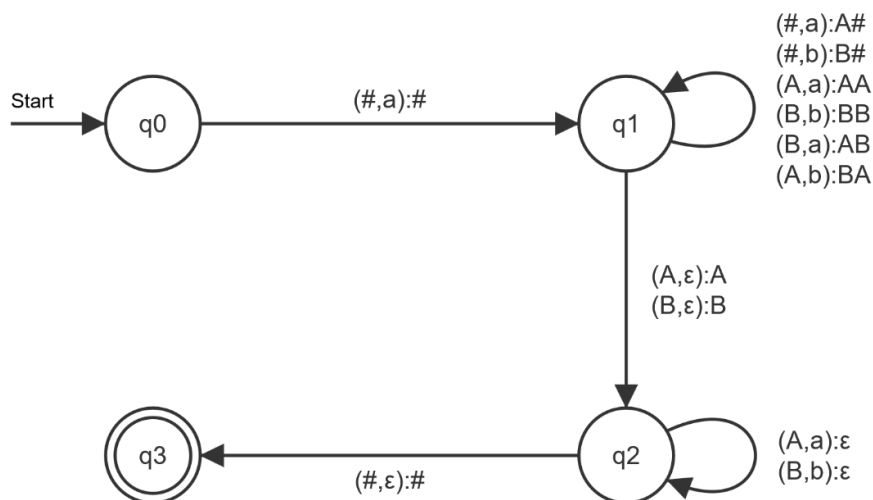 Start
q0
(#,a):#
q1
(#,a):A#
(#,b):B#
(A,a):AA
(B,b):BB
(B,a):AB
(A,b):BA
(A,ε):A
(B,ε):B
q3
(#,ε):#
q2
(A,a):ε
(B,b):ε